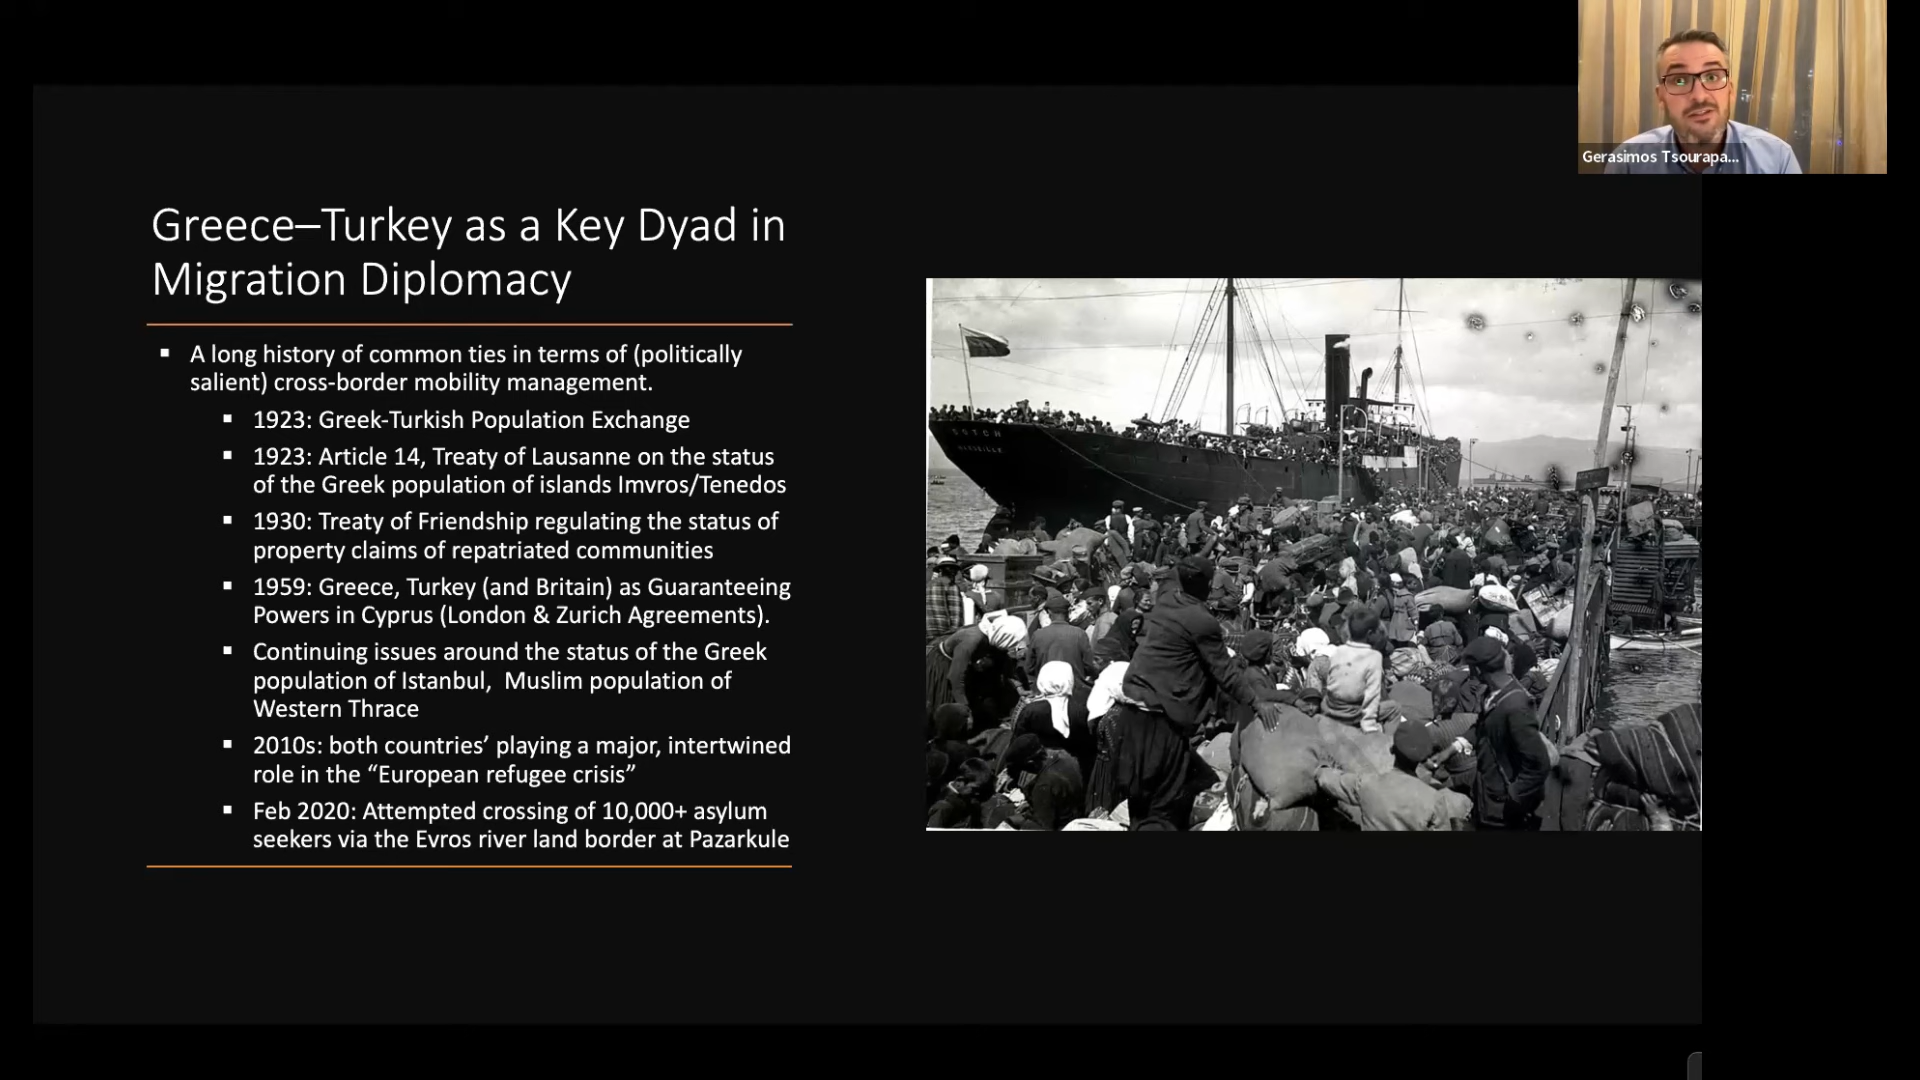 Gerasimos Tsourapa...
Greece–Turkey as a Key Dyad in
Migration Diplomacy
▪ A long history of common ties in terms of (politically
salient) cross-border mobility management.
▪ 1923: Greek-Turkish Population Exchange
▪ 1923: Article 14, Treaty of Lausanne on the status
of the Greek population of islands Imvros/Tenedos
▪ 1930: Treaty of Friendship regulating the status of
property claims of repatriated communities
▪ 1959: Greece, Turkey (and Britain) as Guaranteeing
Powers in Cyprus (London & Zurich Agreements).
▪ Continuing issues around the status of the Greek
population of Istanbul,  Muslim population of
Western Thrace
▪ 2010s: both countries’ playing a major, intertwined
role in the “European refugee crisis”
▪ Feb 2020: Attempted crossing of 10,000+ asylum
seekers via the Evros river land border at Pazarkule